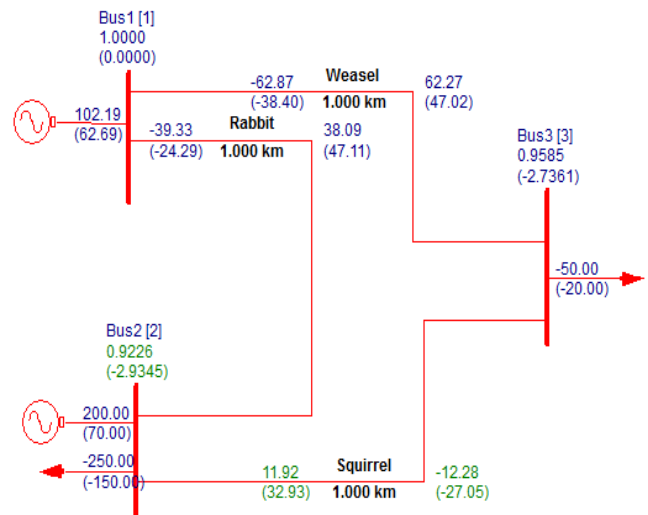 Bus1 [1]
1.0000
(0.0000)
102.19
(62.69)
-62.87
(-38.40)
Weasel
1.000 km
62.27
(47.02)
-39.33
(-24.29)
Rabbit
1.000 km
38.09
(47.11)
Bus3 [3]
0.9585
(-2.7361)
-50.00
(-20.00)
Bus2 [2]
0.9226
(-2.9345)
200.00
(70.00)
-250.00
(-150.00)
11.92
(32.93)
Squirrel
1.000 km
-12.28
(-27.05)